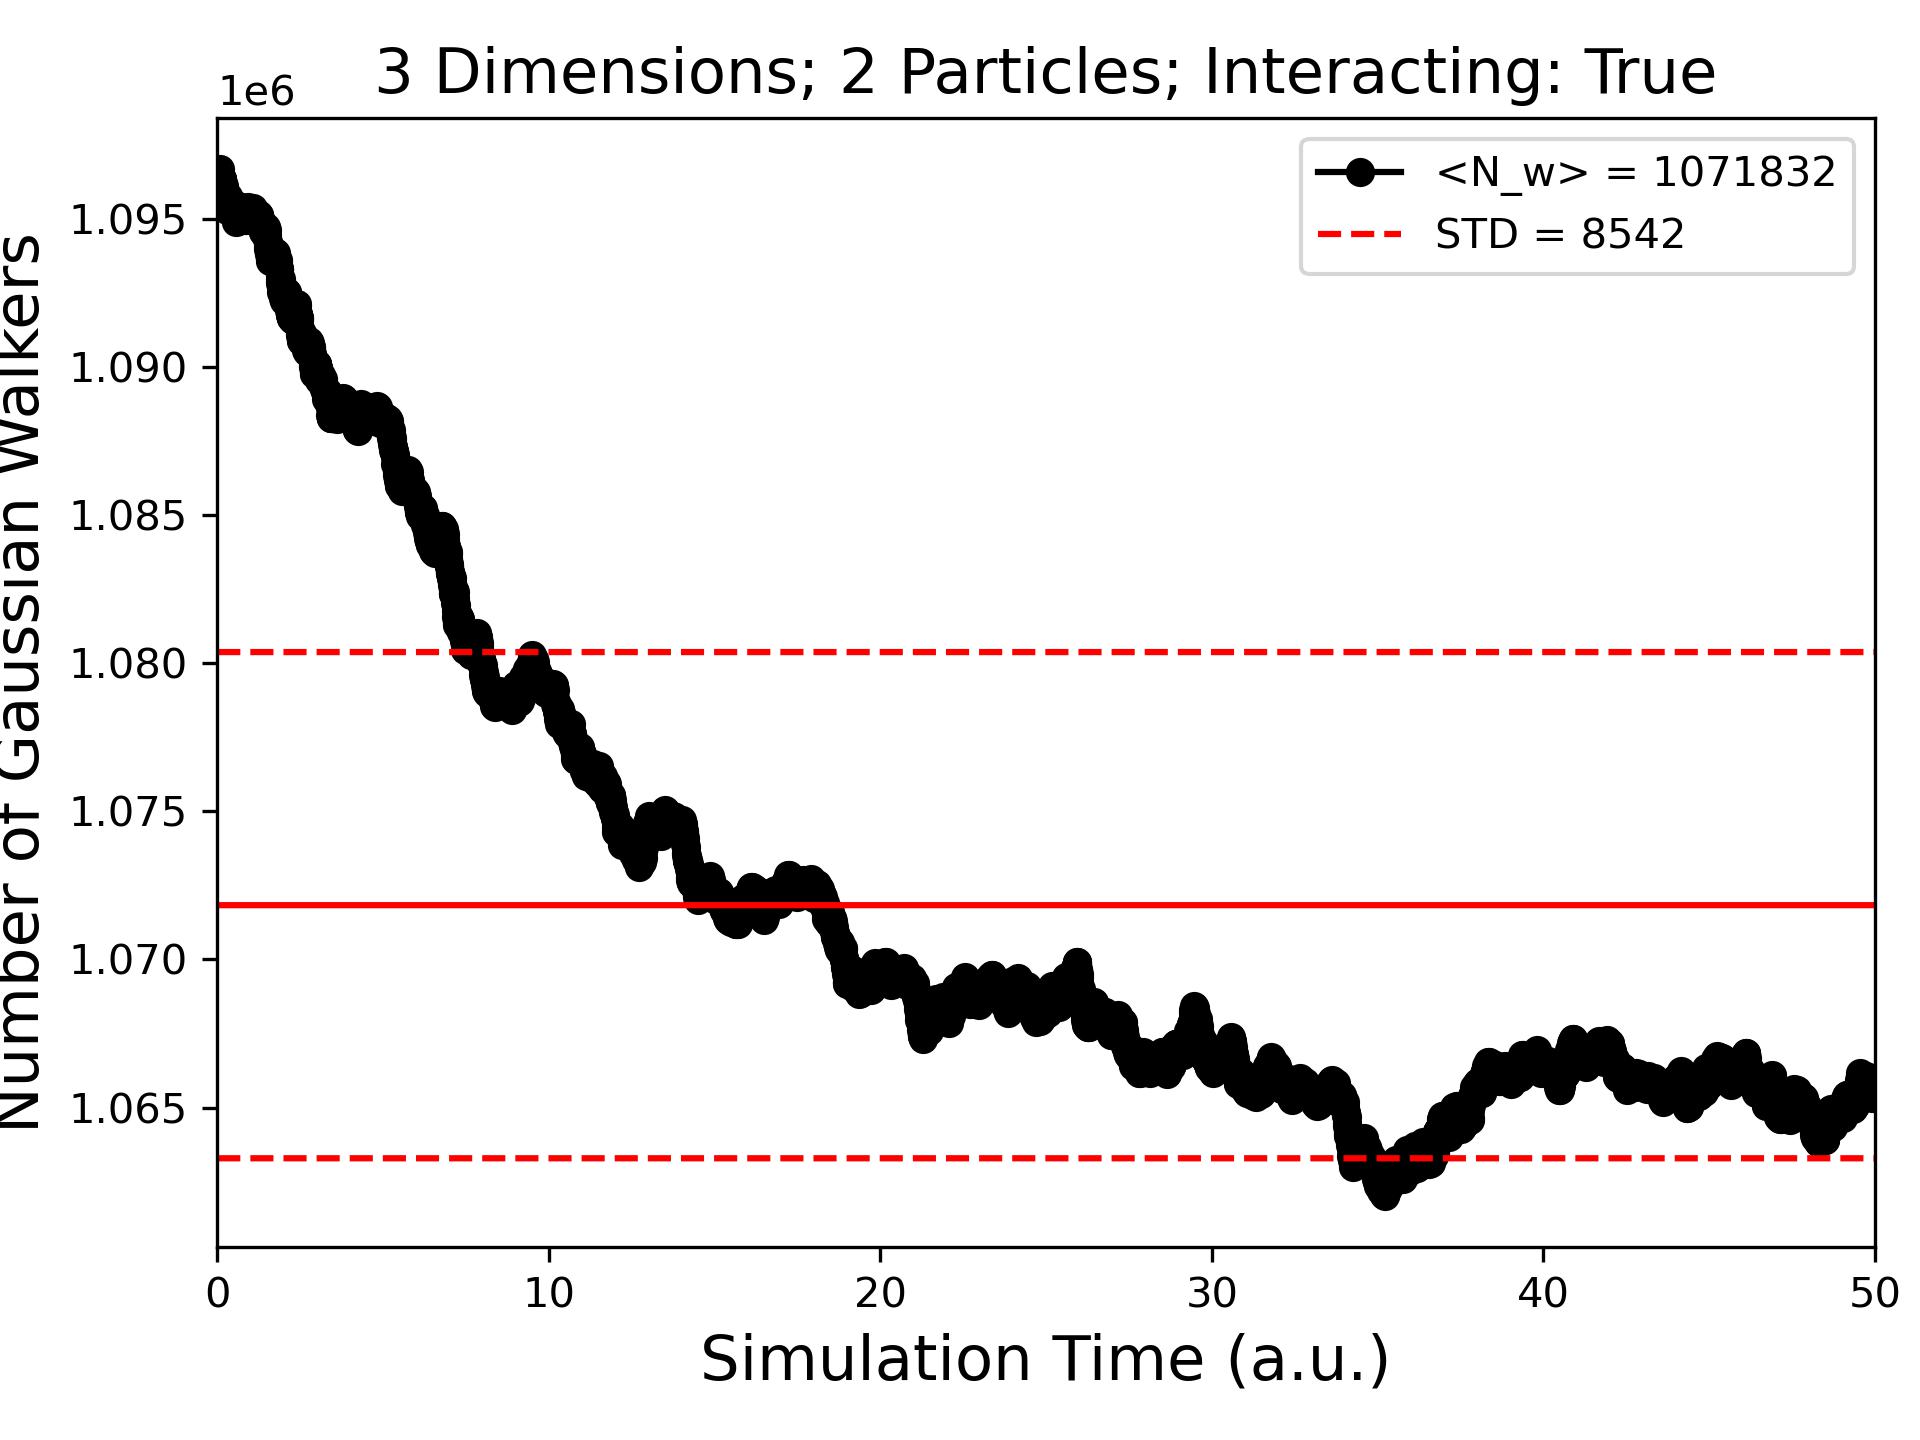 3 Dimensions; 2 Particles; Interacting: True
1e6
<N_w> = 1071832
STD = 8542
Number of Gaussian Walkers
1.095
1.090
1.085
1.080
1.075
1.070
1.065
0 10 20 30 40 50
Simulation Time (a.u.)